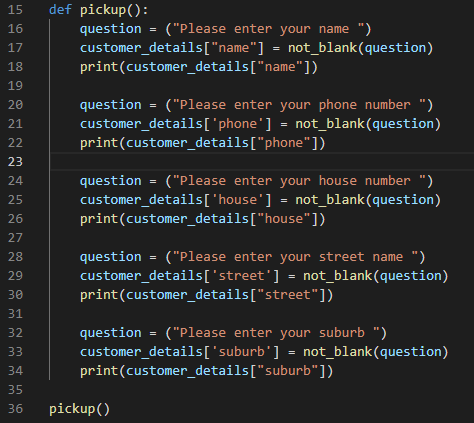 15 def pickup():
16     question = ("Please enter your name ")
17     customer_details["name"] = not_blank(question)
18     print(customer_details["name"])
19
20     question = ("Please enter your phone number ")
21     customer_details['phone'] = not_blank(question)
22     print(customer_details["phone"])
23
24     question = ("Please enter your house number ")
25     customer_details['house'] = not_blank(question)
26     print(customer_details["house"])
27
28     question = ("Please enter your street name ")
29     customer_details['street'] = not_blank(question)
30     print(customer_details["street"])
31
32     question = ("Please enter your suburb ")
33     customer_details['suburb'] = not_blank(question)
34     print(customer_details["suburb"])
35
36 pickup()